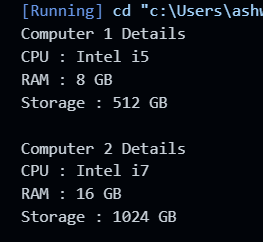 [Running] cd "c:\Users\ash
Computer 1 Details
CPU : Intel i5
RAM : 8 GB
Storage : 512 GB
Computer 2 Details
CPU : Intel i7
RAM : 16 GB
Storage : 1024 GB